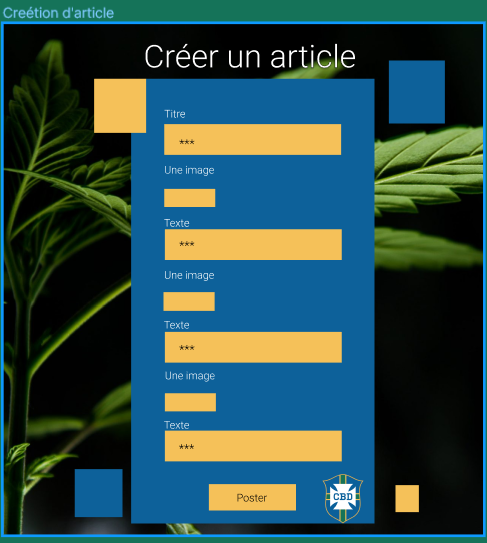 Creétion d'article
Créer un article
Titre
***
Une image
Texte
***
Une image
Texte
***
Une image
Texte
***
Poster
CBD